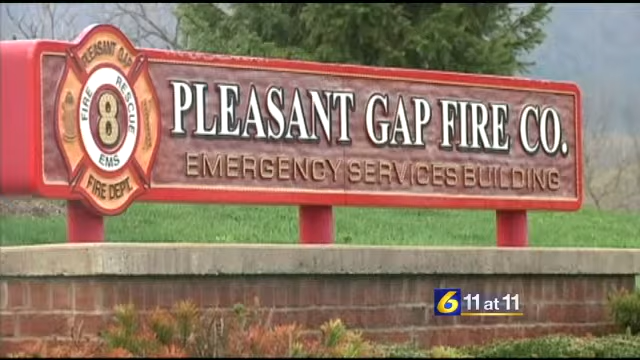 PLEASANT GAP
FIRE
RESCUE
8
EMS
FIRE DEPT.
PLEASANT GAP FIRE CO.
EMERGENCY SERVICES BUILDING
6 11 at 11